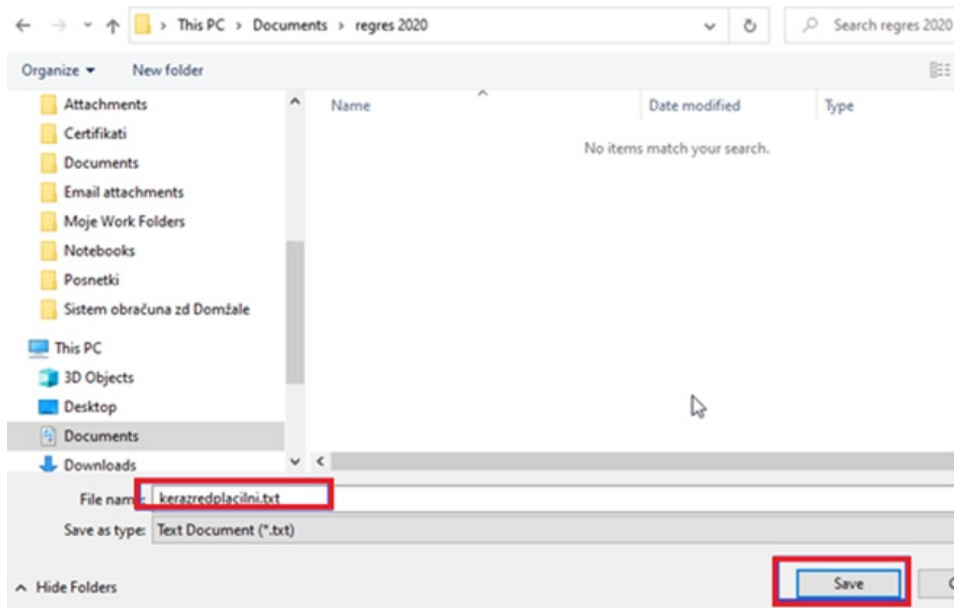 This PC > Documents > regres 2020
Search regres 2020
Organize New folder
Name Date modified Type
No items match your search.
Attachments
Certifikati
Documents
Email attachments
Moje Work Folders
Notebooks
Posnetki
Sistem obračuna zd Domžale
This PC
3D Objects
Desktop
Documents
Downloads
File name: kerazredplacilni.txt
Save as type: Text Document (*.txt)
Hide Folders
Save